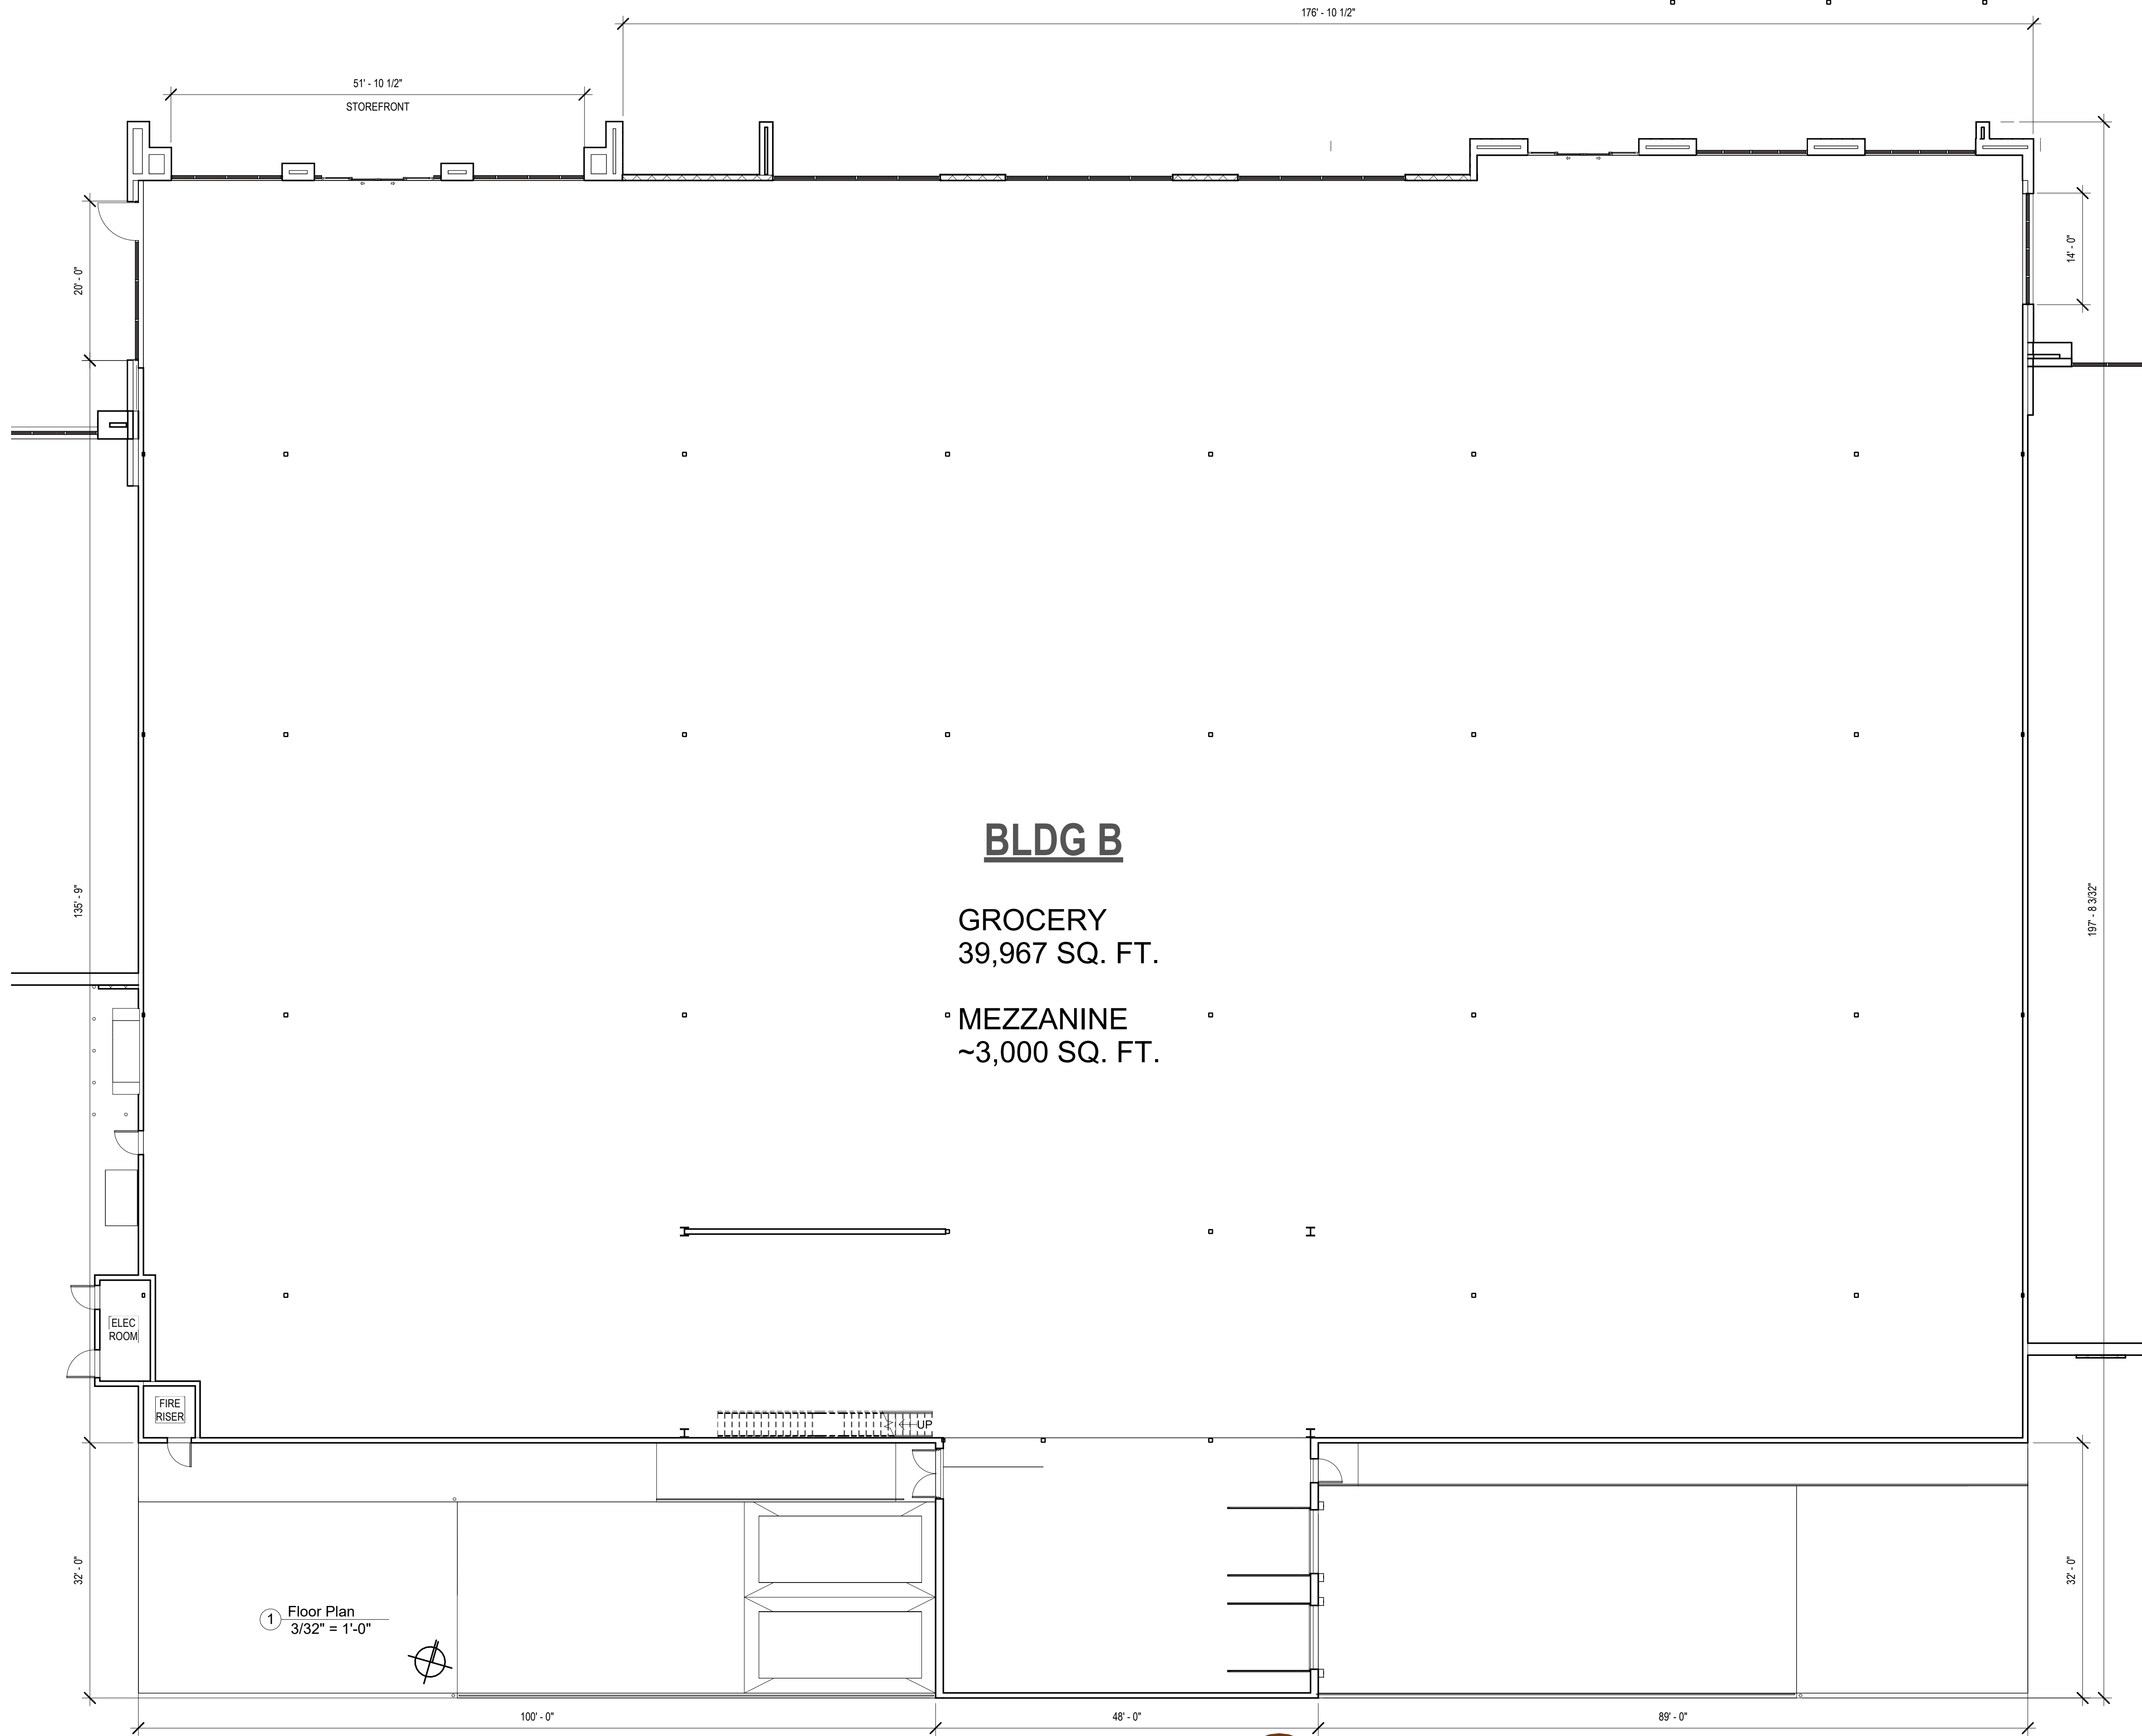 176' - 10 1/2"
51' - 10 1/2"
STOREFRONT
20' - 0"
14' - 0"
BLDG B
GROCERY
39,967 SQ. FT.
MEZZANINE
~3,000 SQ. FT.
135' - 9"
197' - 8 3/32"
ELEC
ROOM
FIRE
RISER
UP
32' - 0"
32' - 0"
1
Floor Plan
3/32" = 1'-0"
100' - 0"
48' - 0"
89' - 0"